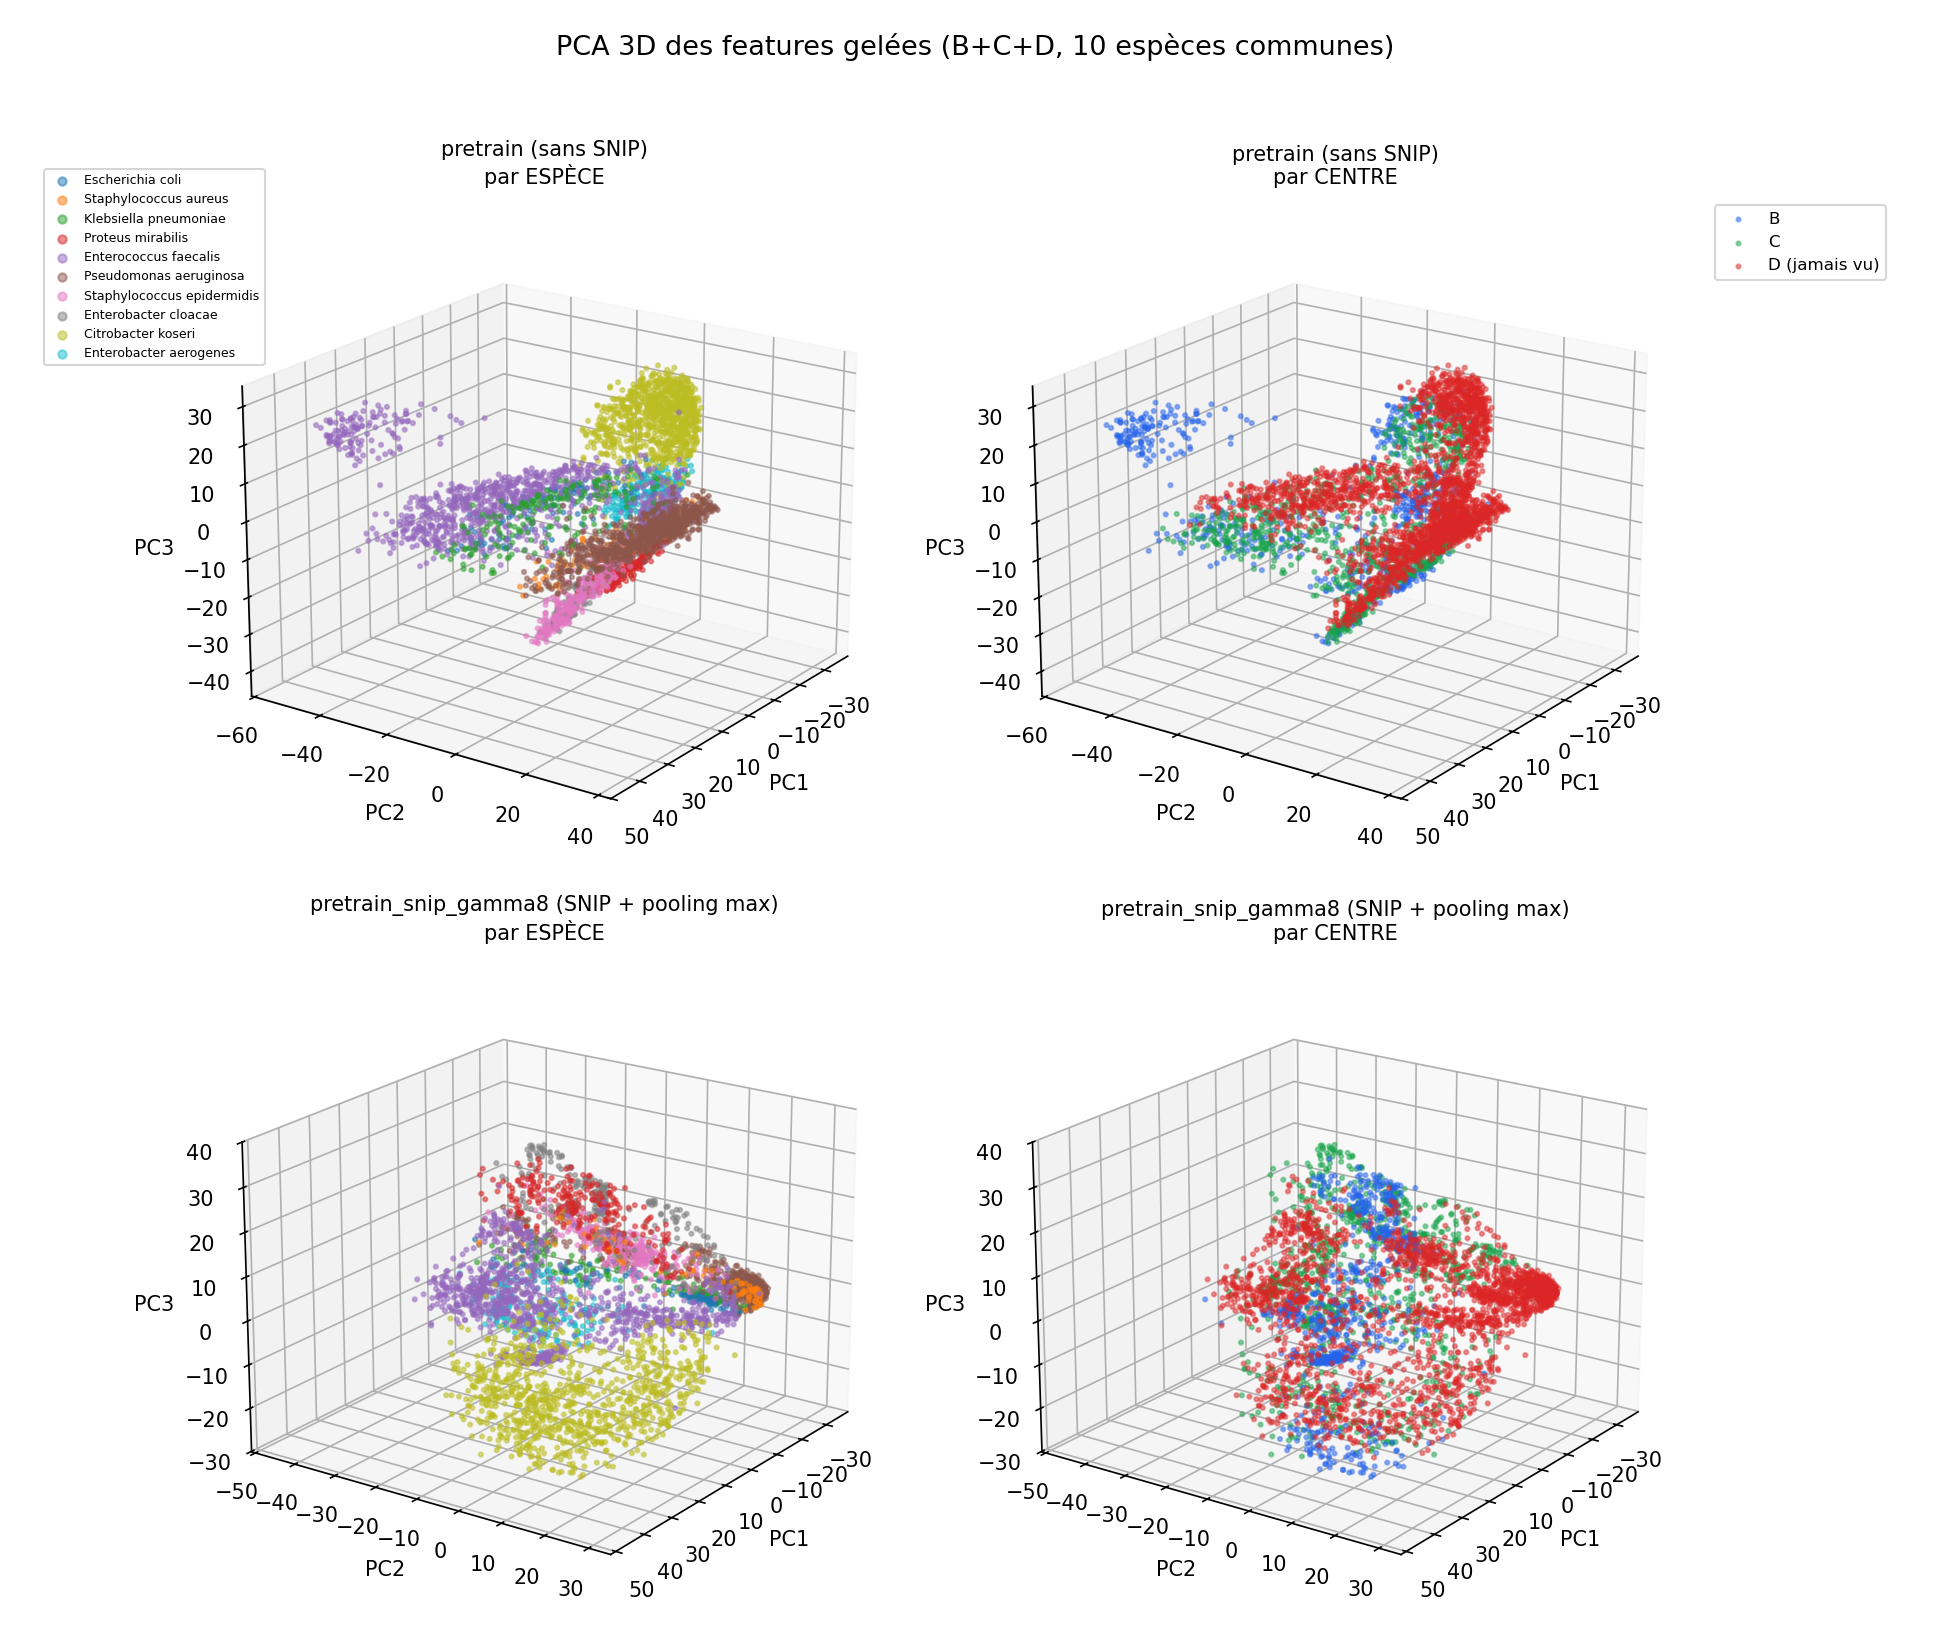 PCA 3D des features gelées (B+C+D, 10 espèces communes)
pretrain (sans SNIP)
par ESPÈCE
Escherichia coli
Staphylococcus aureus
Klebsiella pneumoniae
Proteus mirabilis
Enterococcus faecalis
Pseudomonas aeruginosa
Staphylococcus epidermidis
Enterobacter cloacae
Citrobacter koseri
Enterobacter aerogenes
30
20
10
0
−10
−20
−30
−40
PC3
−60
−40
−20
0
20
40
PC2
50
40
30
20
10
0
−10
−20
−30
PC1
pretrain (sans SNIP)
par CENTRE
B
C
D (jamais vu)
30
20
10
0
−10
−20
−30
−40
PC3
−60
−40
−20
0
20
40
PC2
50
40
30
20
10
0
−10
−20
−30
PC1
pretrain_snip_gamma8 (SNIP + pooling max)
par ESPÈCE
40
30
20
10
0
−10
−20
−30
PC3
−50
−40
−30
−20
−10
0
10
20
30
PC2
50
40
30
20
10
0
−10
−20
−30
PC1
pretrain_snip_gamma8 (SNIP + pooling max)
par CENTRE
40
30
20
10
0
−10
−20
−30
PC3
−50
−40
−30
−20
−10
0
10
20
30
PC2
50
40
30
20
10
0
−10
−20
−30
PC1